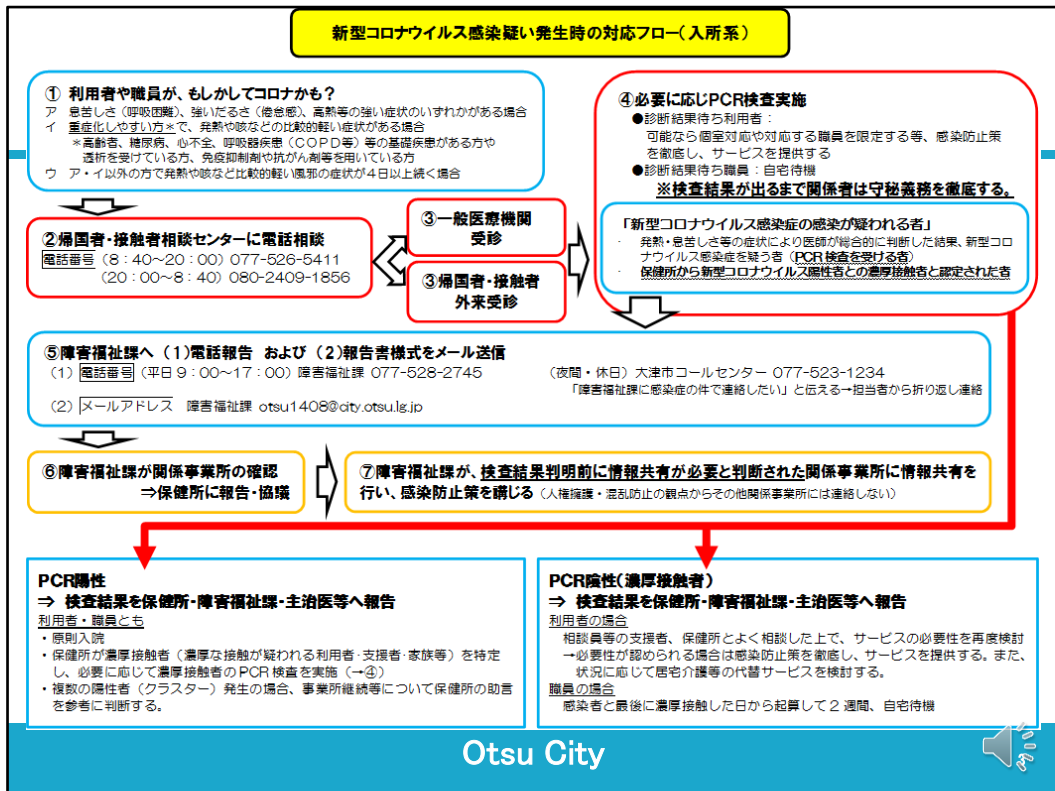 新型コロナウイルス感染疑い発生時の対応フロー(入所系)
① 利用者や職員が、もしかしてコロナかも?
ア 息苦しさ(呼吸困難)、強いだるさ(倦怠感)、高熱等の強い症状のいずれかがある場合
イ 重症化しやすい方*で、発熱や咳などの比較的軽い症状がある場合
*高齢者、糖尿病、心不全、呼吸器疾患(COPD等)等の基礎疾患がある方や
透析を受けている方、免疫抑制剤や抗がん剤等を用いている方
ウ ア・イ以外の方で発熱や咳など比較的軽い風邪の症状が4日以上続く場合
②帰国者・接触者相談センターに電話相談
電話番号(8:40~20:00)077-526-5411
(20:00~8:40)080-2409-1856
③一般医療機関
受診
③帰国者・接触者
外来受診
④必要に応じPCR検査実施
●診断結果待ち利用者:
可能なら個室対応や対応する職員を限定する等、感染防止策
を徹底し、サービスを提供する
●診断結果待ち職員:自宅待機
※検査結果が出るまで関係者は守秘義務を徹底する。
「新型コロナウイルス感染症の感染が疑われる者」
・ 発熱・息苦しさ等の症状により医師が総合的に判断した結果、新型コロ
ナウイルス感染症を疑う者(PCR検査を受ける者)
・ 保健所から新型コロナウイルス陽性者との濃厚接触者と認定された者
⑤障害福祉課へ (1)電話報告 および (2)報告書様式をメール送信
(1) 電話番号 (平日9:00~17:00)障害福祉課 077-528-2745 (夜間・休日)大津市コールセンター 077-523-1234
「障害福祉課に感染症の件で連絡したい」と伝える→担当者から折り返し連絡
(2) メールアドレス 障害福祉課 otsu1408@city.otsu.lg.jp
⑥障害福祉課が関係事業所の確認
⇒保健所に報告・協議
⑦障害福祉課が、検査結果判明前に情報共有が必要と判断された関係事業所に情報共有を
行い、感染防止策を講じる(人権擁護・混乱防止の観点からその他関係事業所には連絡しない)
PCR陽性
⇒ 検査結果を保健所・障害福祉課・主治医等へ報告
利用者・職員とも
・原則入院
・保健所が濃厚接触者(濃厚な接触が疑われる利用者・支援者・家族等)を特定
し、必要に応じて濃厚接触者のPCR検査を実施(→④)
・複数の陽性者(クラスター)発生の場合、事業所継続等について保健所の助言
を参考に判断する。
PCR陰性(濃厚接触者)
⇒ 検査結果を保健所・障害福祉課・主治医等へ報告
利用者の場合
相談員等の支援者、保健所とよく相談した上で、サービスの必要性を再度検討
→必要性が認められる場合は感染防止策を徹底し、サービスを提供する。また、
状況に応じて居宅介護等の代替サービスを検討する。
職員の場合
感染者と最後に濃厚接触した日から起算して2週間、自宅待機
Otsu City